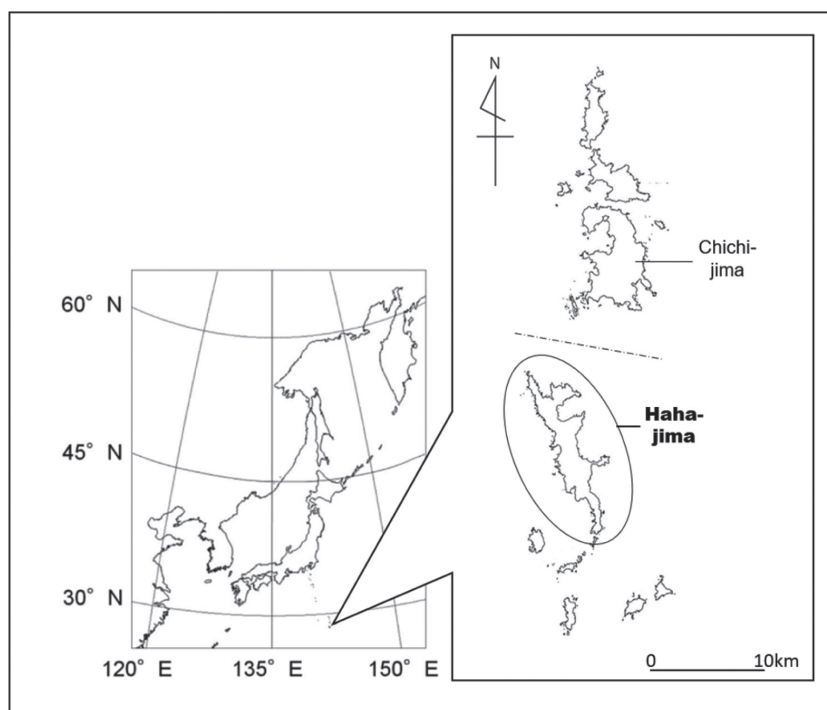 N
Chichi-
jima
60° N
Haha-
jima
45° N
30° N
0 10km
120° E 135° E 150° E